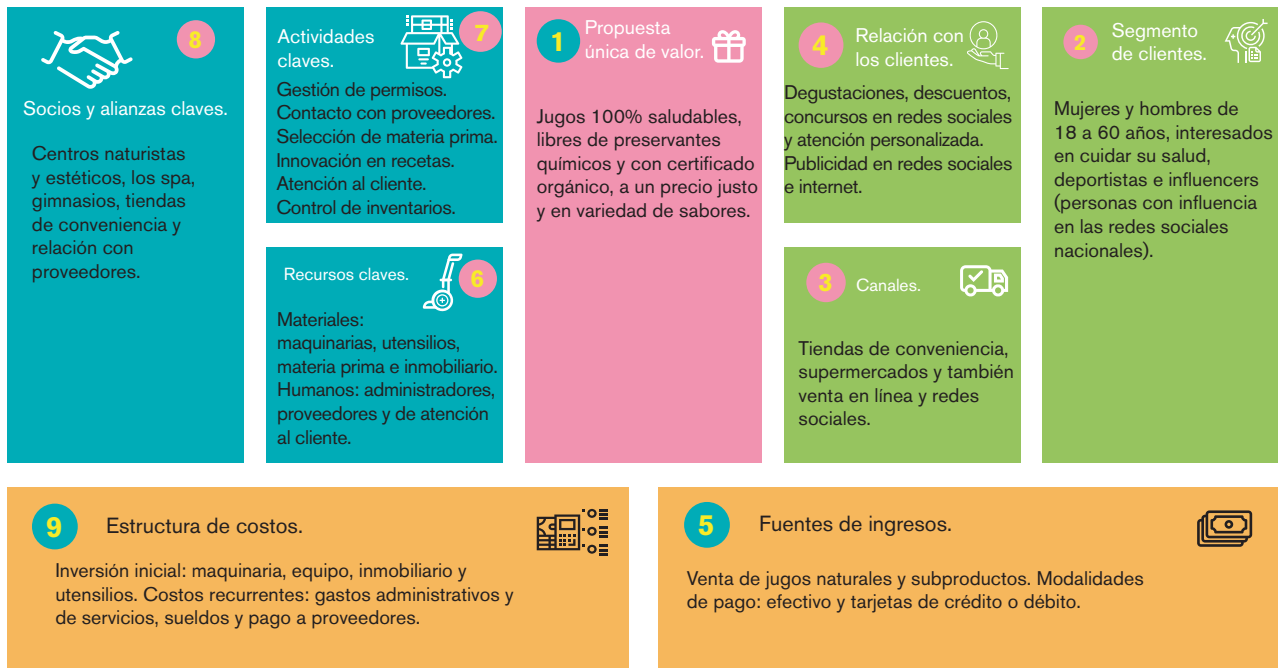 8
Socios y alianzas claves.
Centros naturistas
y estéticos, los spa,
gimnasios, tiendas
de conveniencia y
relación con
proveedores.
7
Actividades
claves.
Gestión de permisos.
Contacto con proveedores.
Selección de materia prima.
Innovación en recetas.
Atención al cliente.
Control de inventarios.
Recursos claves.
6
Materiales:
maquinarias, utensilios,
materia prima e inmobiliario.
Humanos: administradores,
proveedores y de atención
al cliente.
1
Propuesta
única de valor.
Jugos 100% saludables,
libres de preservantes
químicos y con certificado
orgánico, a un precio justo
y en variedad de sabores.
4
Relación con
los clientes.
Degustaciones, descuentos,
concursos en redes sociales
y atención personalizada.
Publicidad en redes sociales
e internet.
3
Canales.
Tiendas de conveniencia,
supermercados y también
venta en línea y redes
sociales.
2
Segmento
de clientes.
Mujeres y hombres de
18 a 60 años, interesados
en cuidar su salud,
deportistas e influencers
(personas con influencia
en las redes sociales
nacionales).
9
Estructura de costos.
Inversión inicial: maquinaria, equipo, inmobiliario y
utensilios. Costos recurrentes: gastos administrativos y
de servicios, sueldos y pago a proveedores.
5
Fuentes de ingresos.
Venta de jugos naturales y subproductos. Modalidades
de pago: efectivo y tarjetas de crédito o débito.